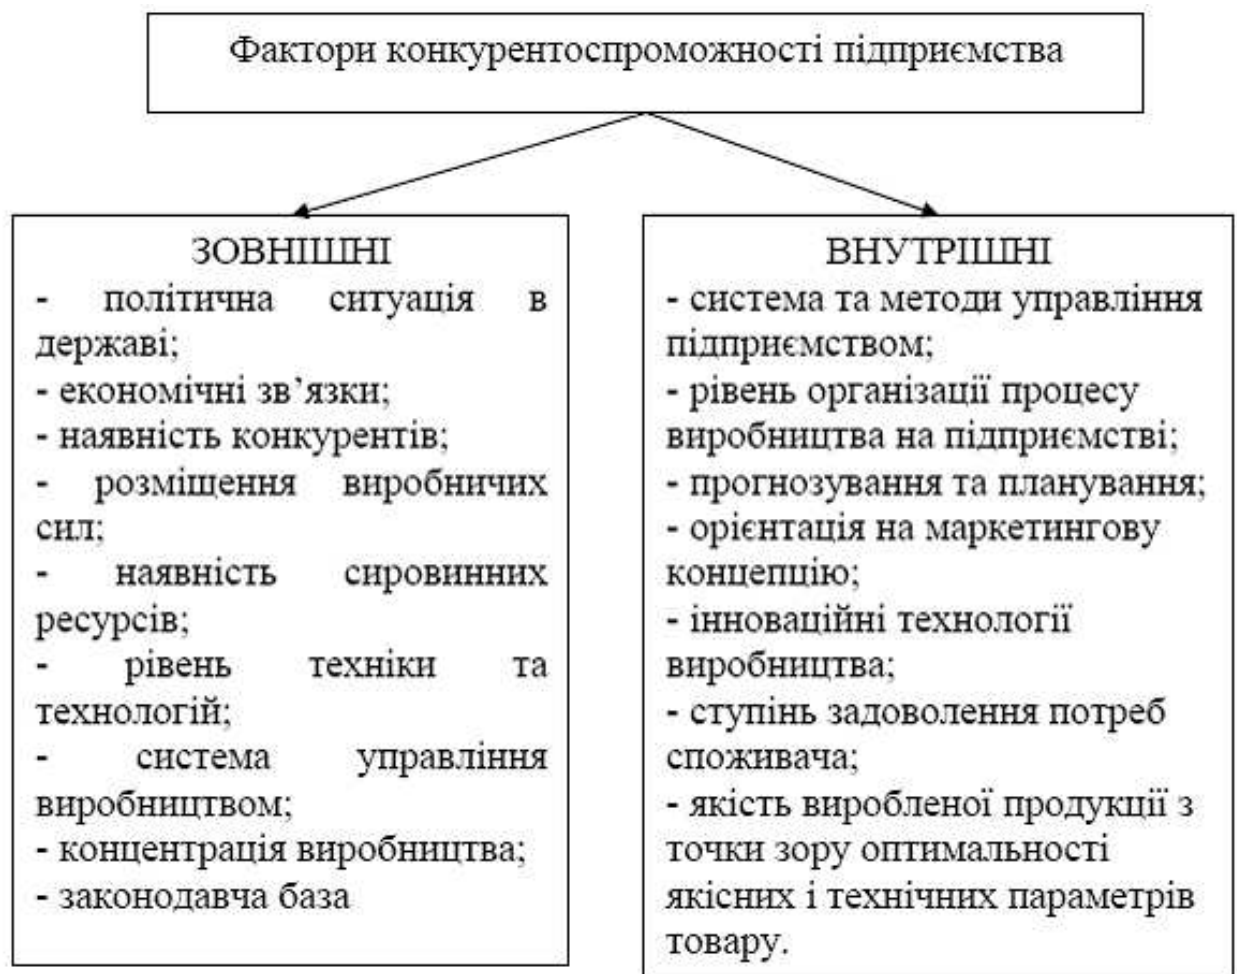 Фактори конкурентоспроможності підприємства
ЗОВНІШНІ
- політична ситуація в
державі;
- економічні зв’язки;
- наявність конкурентів;
- розміщення виробничих
сил;
- наявність сировинних
ресурсів;
- рівень техніки та
технологій;
- система управління
виробництвом;
- концентрація виробництва;
- законодавча база
ВНУТРІШНІ
- система та методи управління
підприємством;
- рівень організації процесу
виробництва на підприємстві;
- прогнозування та планування;
- орієнтація на маркетингову
концепцію;
- інноваційні технології
виробництва;
- ступінь задоволення потреб
споживача;
- якість виробленої продукції з
точки зору оптимальності
якісних і технічних параметрів
товару.